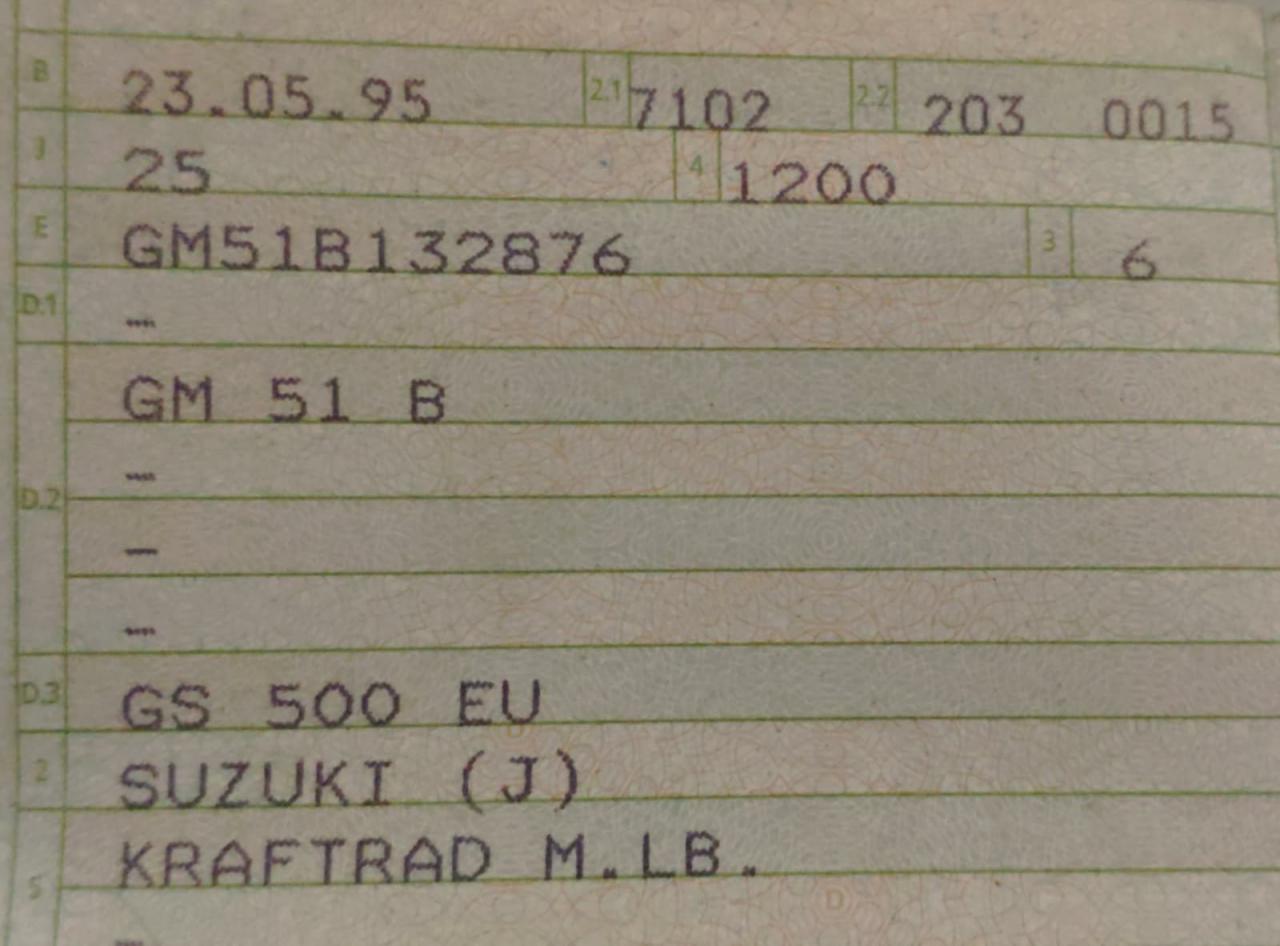 B 23.05.95 2.1 7102 2.2 203 0015
J 25 4 1200
E GM51B132876 3 6
D.1 —
GM 51 B
—
D.2
—
—
D.3 GS 500 EU
2 SUZUKI (J)
5 KRAFTRAD M.LB.
—